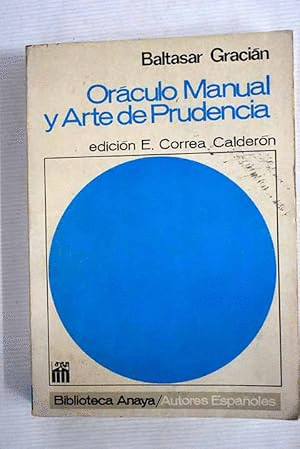 Baltasar Gracián
Oráculo Manual
y Arte de Prudencia
edición E. Correa Calderón
Biblioteca Anaya/Autores Españoles